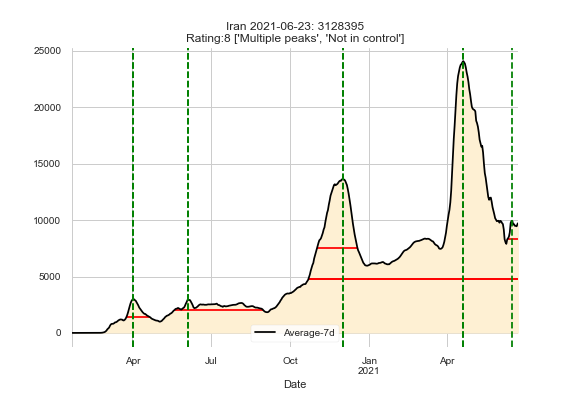 Iran 2021-06-23: 3128395
Rating:8 ['Multiple peaks', 'Not in control']
25000
20000
15000
10000
5000
0
Average-7d
Apr
Jul
Oct
Jan
2021
Apr
Date